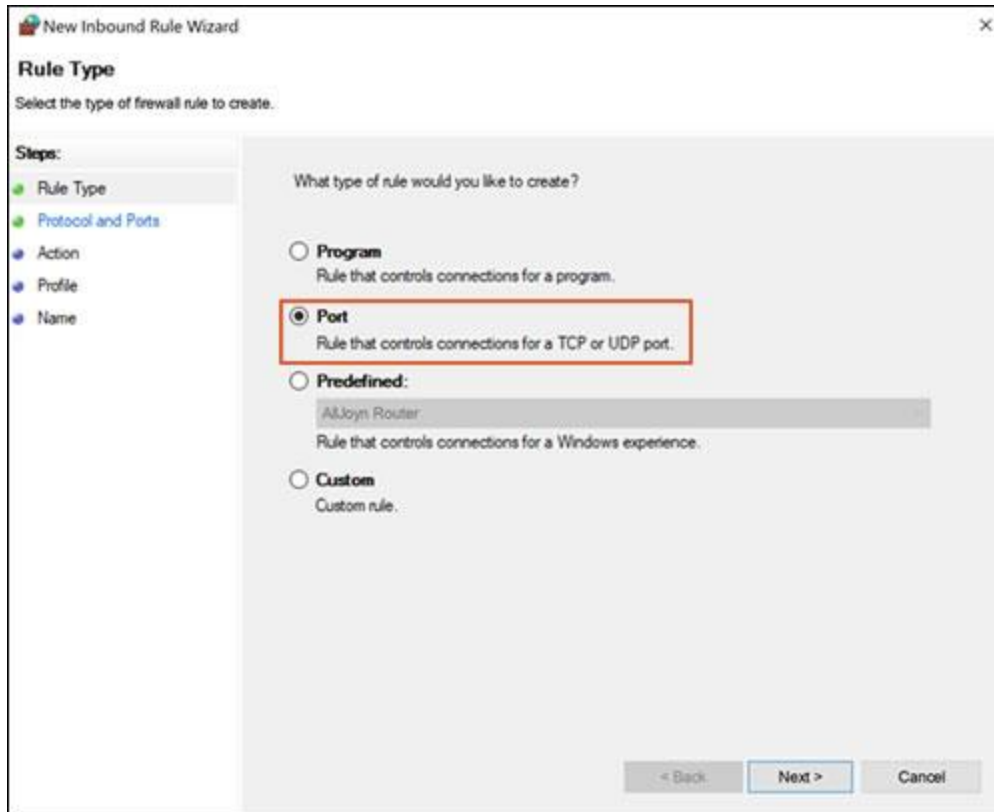 New Inbound Rule Wizard
Rule Type
Select the type of firewall rule to create.
Steps:
Rule Type
Protocol and Ports
Action
Profile
Name
What type of rule would you like to create?
Program
Rule that controls connections for a program.
Port
Rule that controls connections for a TCP or UDP port.
Predefined:
AllJoyn Router
Rule that controls connections for a Windows experience.
Custom
Custom rule.
< Back
Next >
Cancel